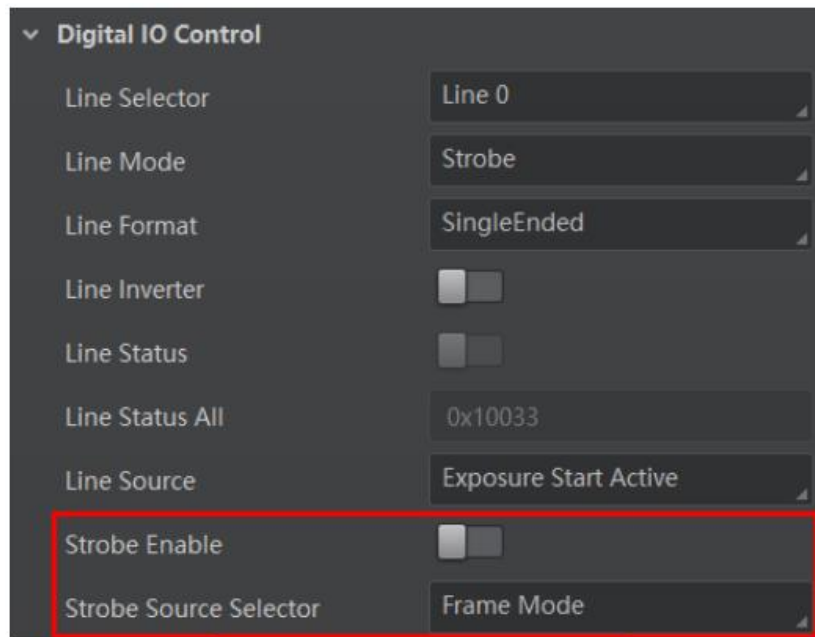 Digital IO Control
Line Selector Line 0
Line Mode Strobe
Line Format SingleEnded
Line Inverter
Line Status
Line Status All 0x10033
Line Source Exposure Start Active
Strobe Enable
Strobe Source Selector Frame Mode